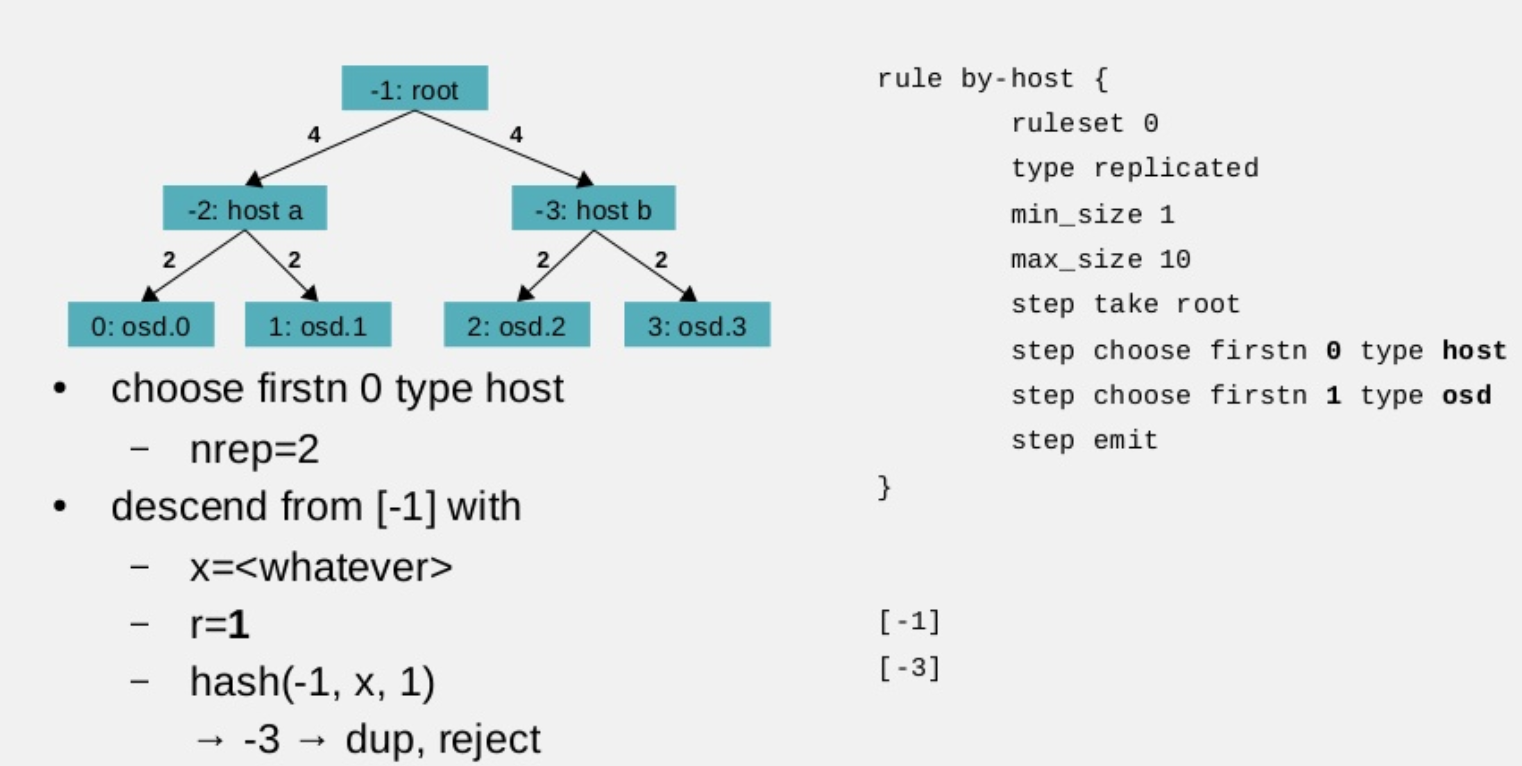 -1: root
4
4
-2: host a
-3: host b
2
2
2
2
0: osd.0
1: osd.1
2: osd.2
3: osd.3
• choose firstn 0 type host
– nrep=2
• descend from [-1] with
– x=<whatever>
– r=1
– hash(-1, x, 1)
→ -3 → dup, reject
rule by-host {
ruleset 0
type replicated
min_size 1
max_size 10
step take root
step choose firstn 0 type host
step choose firstn 1 type osd
step emit
}
[-1]
[-3]